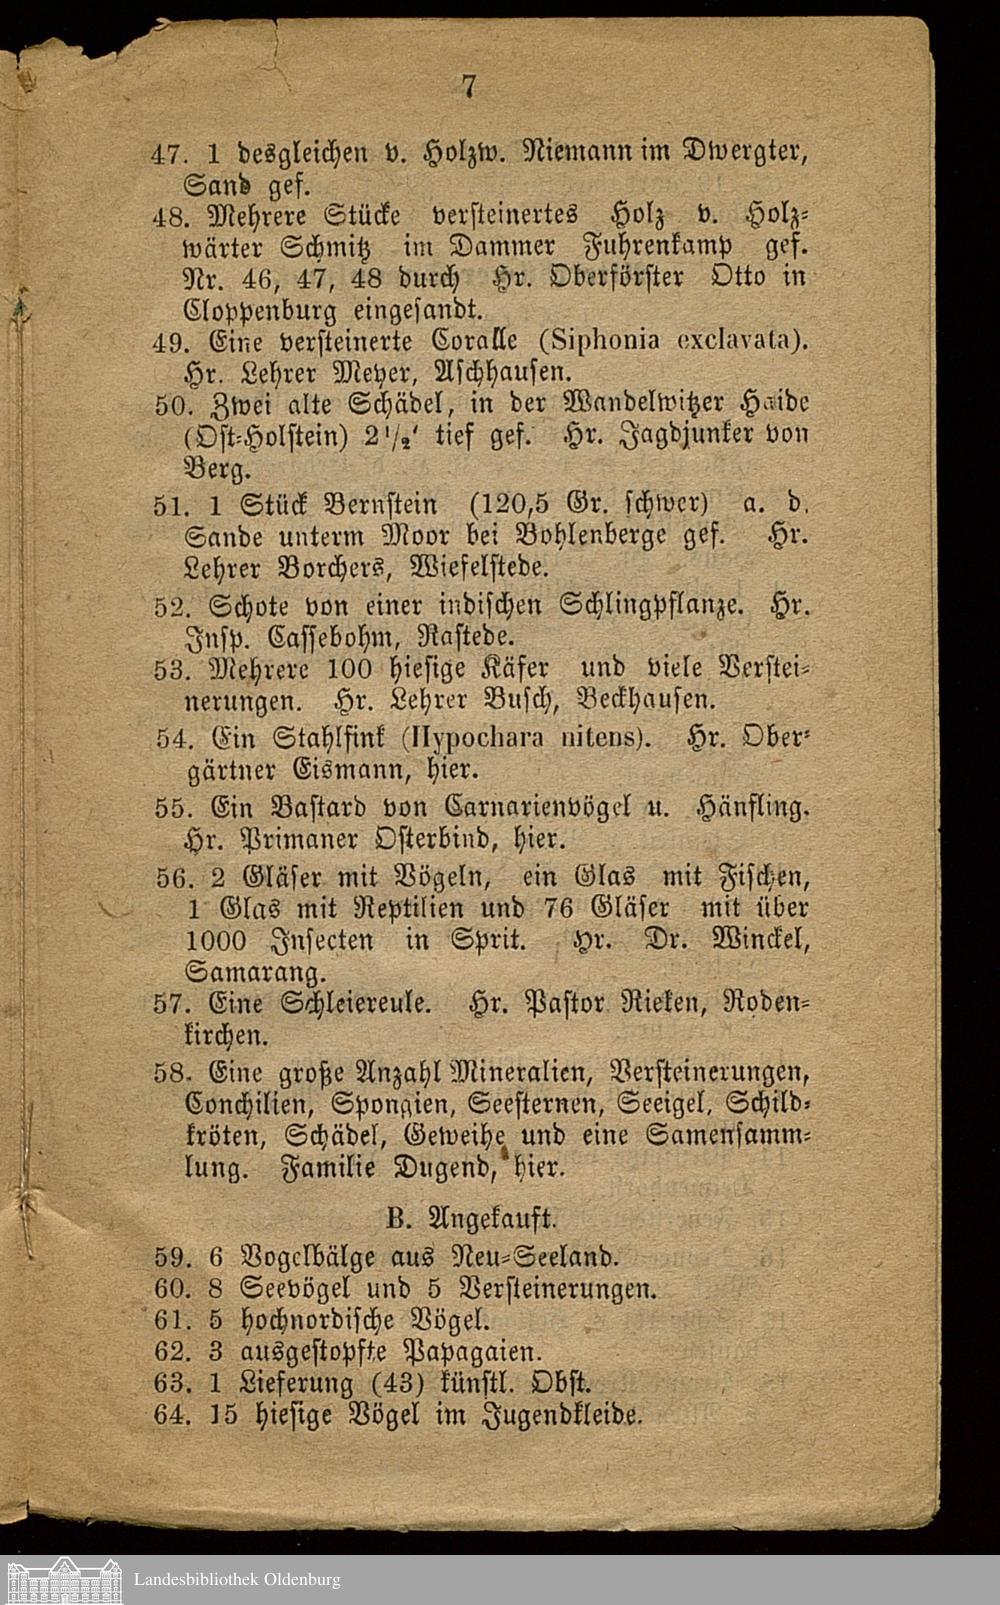 7
47. 1 desgleichen v. Holzw. Niemann im Dwergter,
Sand gef.
48. Mehrere Stücke versteinertes Holz v. Holz-
wärter Schmitz im Dammer Fuhrenkamp gef.
Nr. 46, 47, 48 durch Hr. Oberförster Otto in
Cloppenburg eingesandt.
49. Eine versteinerte Coralle (Siphonia exclavata).
Hr. Lehrer Meyer, Aschhausen.
50. Zwei alte Schädel, in der Wandelwitzer Haide
(Ost-Holstein) 2½' tief gef. Hr. Jagdjunker von
Berg.
51. 1 Stück Bernstein (120,5 Gr. schwer) a. d.
Sande unterm Moor bei Bohlenberge gef. Hr.
Lehrer Borchers, Wiefelstede.
52. Schote von einer indischen Schlingpflanze. Hr.
Insp. Cassebohm, Rastede.
53. Mehrere 100 hiesige Käfer und viele Verstei-
nerungen. Hr. Lehrer Busch, Beckhausen.
54. Ein Stahlfink (Hypochara nitens). Hr. Ober-
gärtner Eismann, hier.
55. Ein Bastard von Carnarienvögel u. Hänfling.
Hr. Primaner Osterbind, hier.
56. 2 Gläser mit Vögeln, ein Glas mit Fischen,
1 Glas mit Reptilien und 76 Gläser mit über
1000 Insecten in Sprit. Hr. Dr. Winckel,
Samarang.
57. Eine Schleiereule. Hr. Pastor Rieken, Roden-
kirchen.
58. Eine große Anzahl Mineralien, Versteinerungen,
Conchilien, Spongien, Seesternen, Seeigel, Schild-
kröten, Schädel, Geweihe und eine Samensamm-
lung. Familie Dugend, hier.
B. Angekauft.
59. 6 Vogelbälge aus Neu-Seeland.
60. 8 Seevögel und 5 Versteinerungen.
61. 5 hochnordische Vögel.
62. 3 ausgestopfte Papagaien.
63. 1 Lieferung (43) künstl. Obst.
64. 15 hiesige Vögel im Jugendkleide.
Landesbibliothek Oldenburg